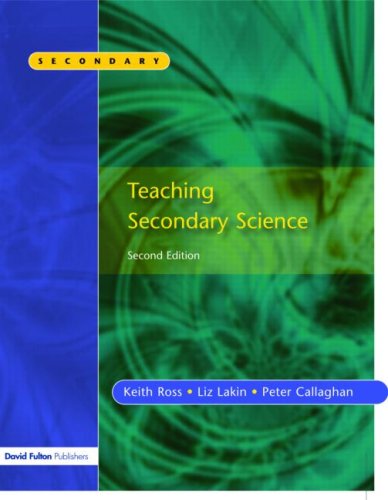 SECONDARY
Teaching
Secondary Science
Second Edition
Keith Ross • Liz Lakin • Peter Callaghan
David Fulton Publishers